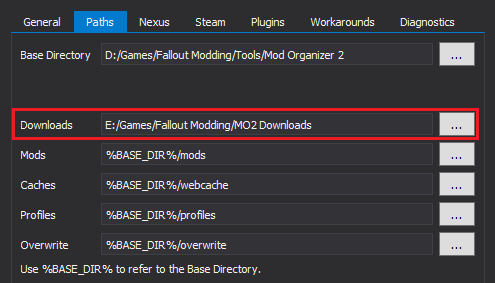 General Paths Nexus Steam Plugins Workarounds Diagnostics
Base Directory D:/Games/Fallout Modding/Tools/Mod Organizer 2 ...
Downloads E:/Games/Fallout Modding/MO2 Downloads ...
Mods %BASE_DIR%/mods ...
Caches %BASE_DIR%/webcache ...
Profiles %BASE_DIR%/profiles ...
Overwrite %BASE_DIR%/overwrite ...
Use %BASE_DIR% to refer to the Base Directory.